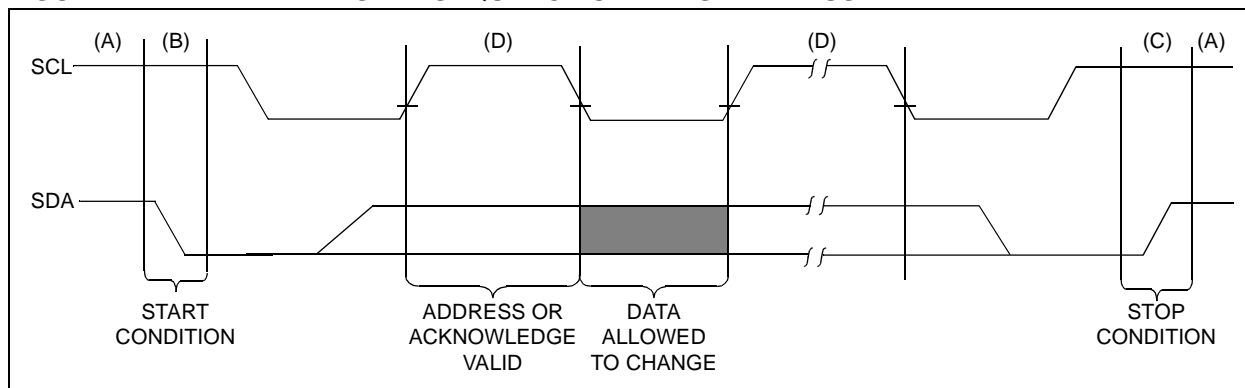 (A) (B) (D) (D) (C) (A)
SCL
SDA
START
CONDITION
ADDRESS OR
ACKNOWLEDGE
VALID
DATA
ALLOWED
TO CHANGE
STOP
CONDITION